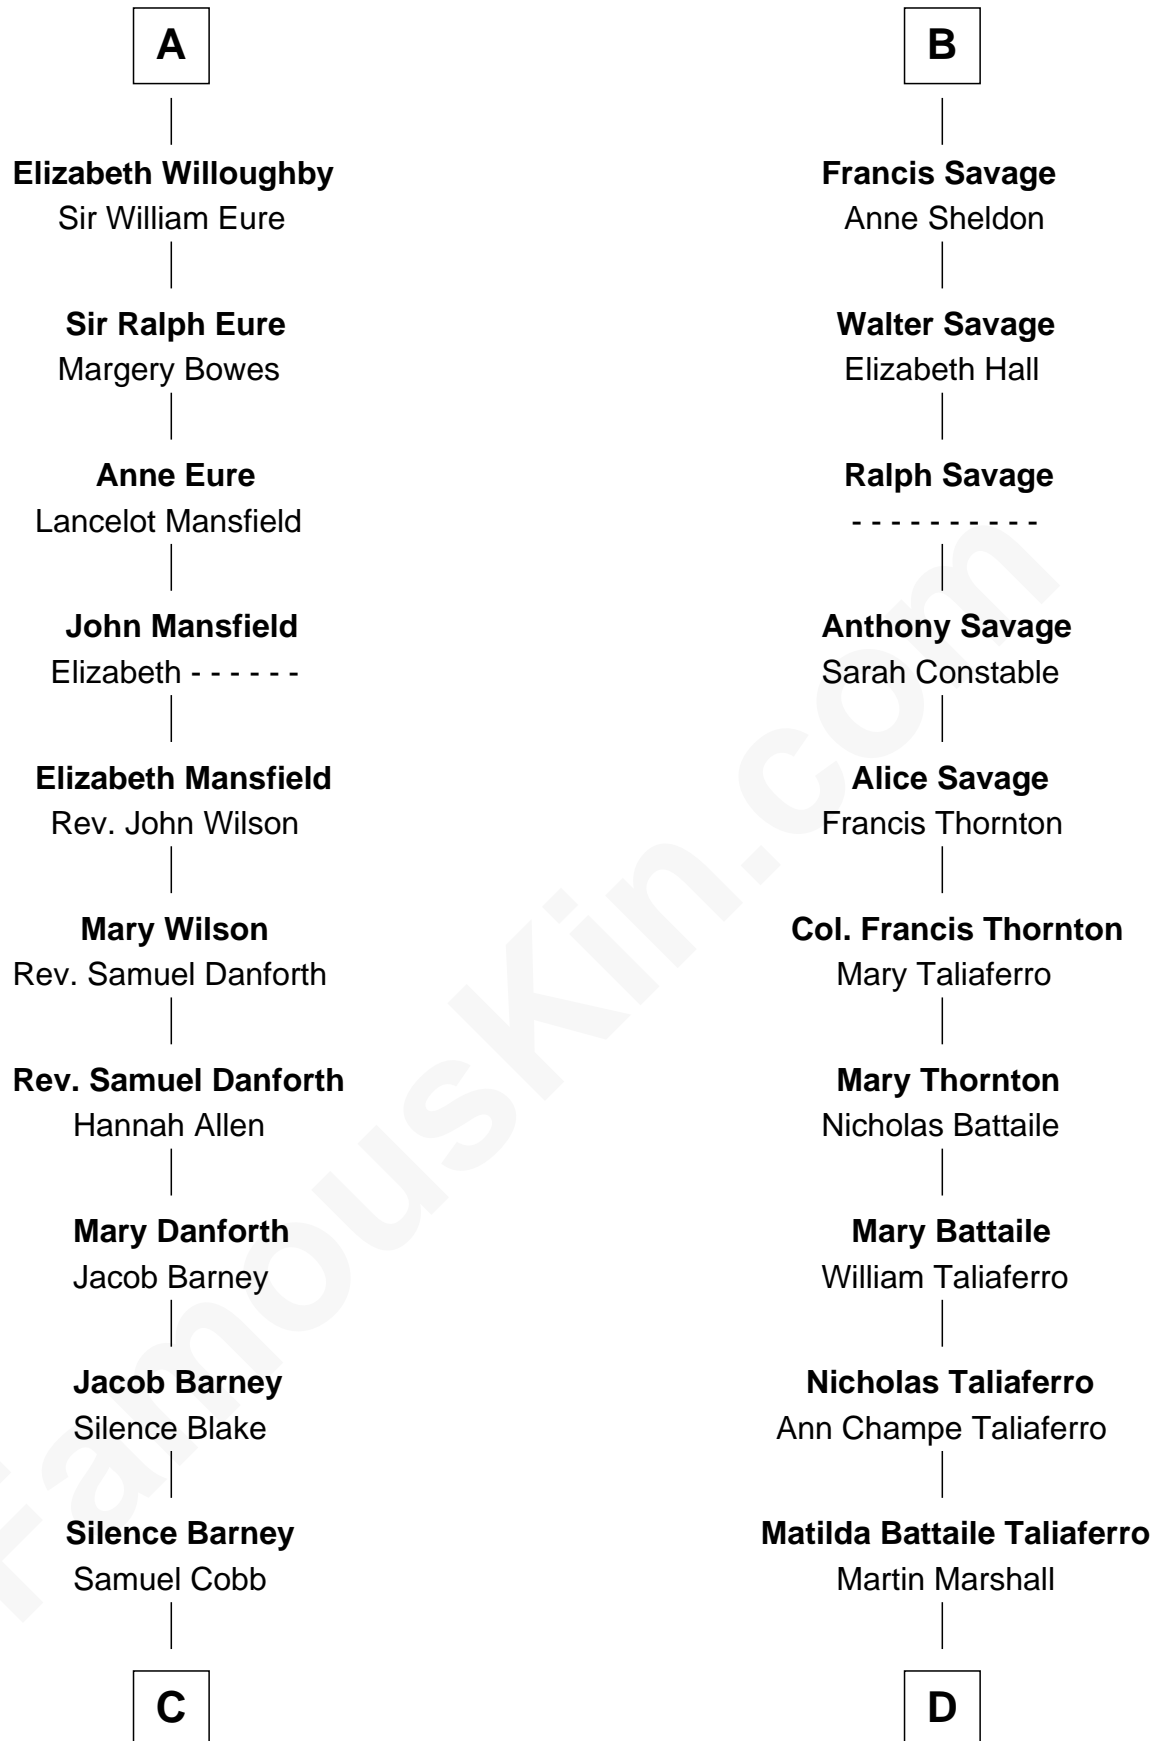 A
Elizabeth Willoughby
Sir William Eure
Sir Ralph Eure
Margery Bowes
Anne Eure
Lancelot Mansfield
John Mansfield
Elizabeth - - - - - -
Elizabeth Mansfield
Rev. John Wilson
Mary Wilson
Rev. Samuel Danforth
Rev. Samuel Danforth
Hannah Allen
Mary Danforth
Jacob Barney
Jacob Barney
Silence Blake
Silence Barney
Samuel Cobb
C
B
Francis Savage
Anne Sheldon
Walter Savage
Elizabeth Hall
Ralph Savage
- - - - - - - - - -
Anthony Savage
Sarah Constable
Alice Savage
Francis Thornton
Col. Francis Thornton
Mary Taliaferro
Mary Thornton
Nicholas Battaile
Mary Battaile
William Taliaferro
Nicholas Taliaferro
Ann Champe Taliaferro
Matilda Battaile Taliaferro
Martin Marshall
D
FamousKin.com